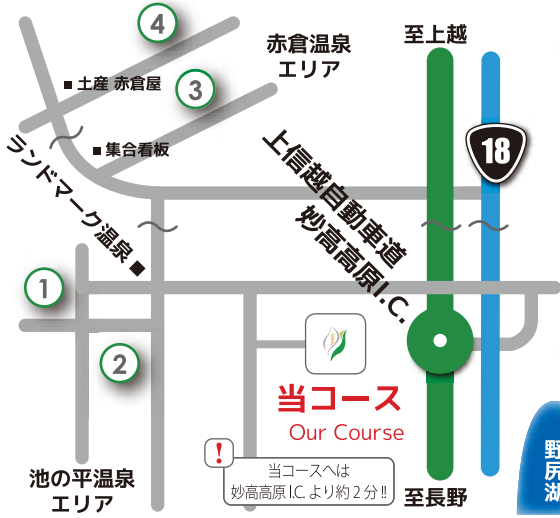 4
赤倉温泉
エリア
至上越
■ 土産 赤倉屋
3
■ 集合看板
18
ランドマーク温泉 ■
上信越自動車道
妙高高原I.C.
1
2
当コース
Our Course
!
当コースへは
妙高高原 I.C. より約2分!!
池の平温泉
エリア
至長野
野尻湖